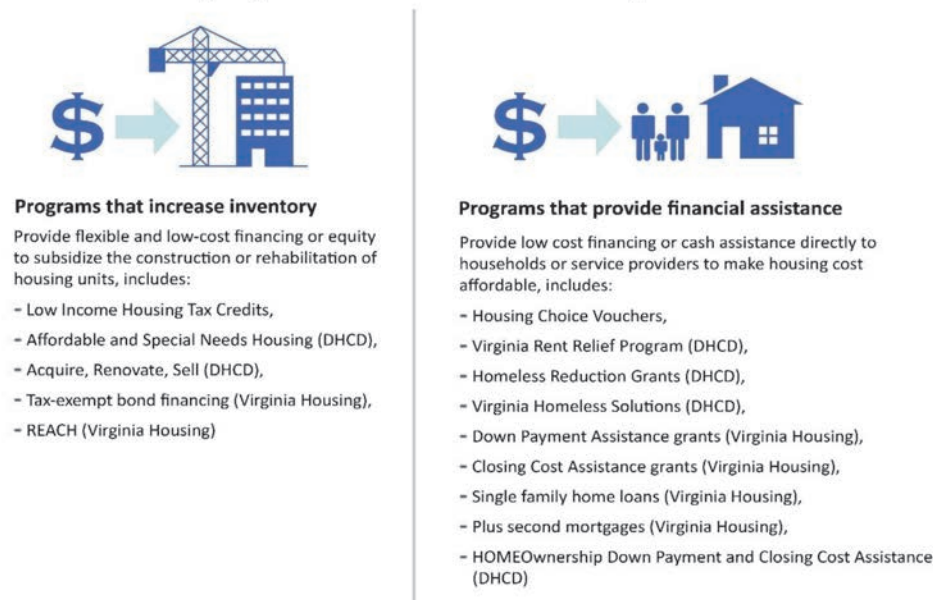 $
Programs that increase inventory
Provide flexible and low-cost financing or equity
to subsidize the construction or rehabilitation of
housing units, includes:
- Low Income Housing Tax Credits,
- Affordable and Special Needs Housing (DHCD),
- Acquire, Renovate, Sell (DHCD),
- Tax-exempt bond financing (Virginia Housing),
- REACH (Virginia Housing)
$
Programs that provide financial assistance
Provide low cost financing or cash assistance directly to
households or service providers to make housing cost
affordable, includes:
- Housing Choice Vouchers,
- Virginia Rent Relief Program (DHCD),
- Homeless Reduction Grants (DHCD),
- Virginia Homeless Solutions (DHCD),
- Down Payment Assistance grants (Virginia Housing),
- Closing Cost Assistance grants (Virginia Housing),
- Single family home loans (Virginia Housing),
- Plus second mortgages (Virginia Housing),
- HOMEOwnership Down Payment and Closing Cost Assistance
(DHCD)